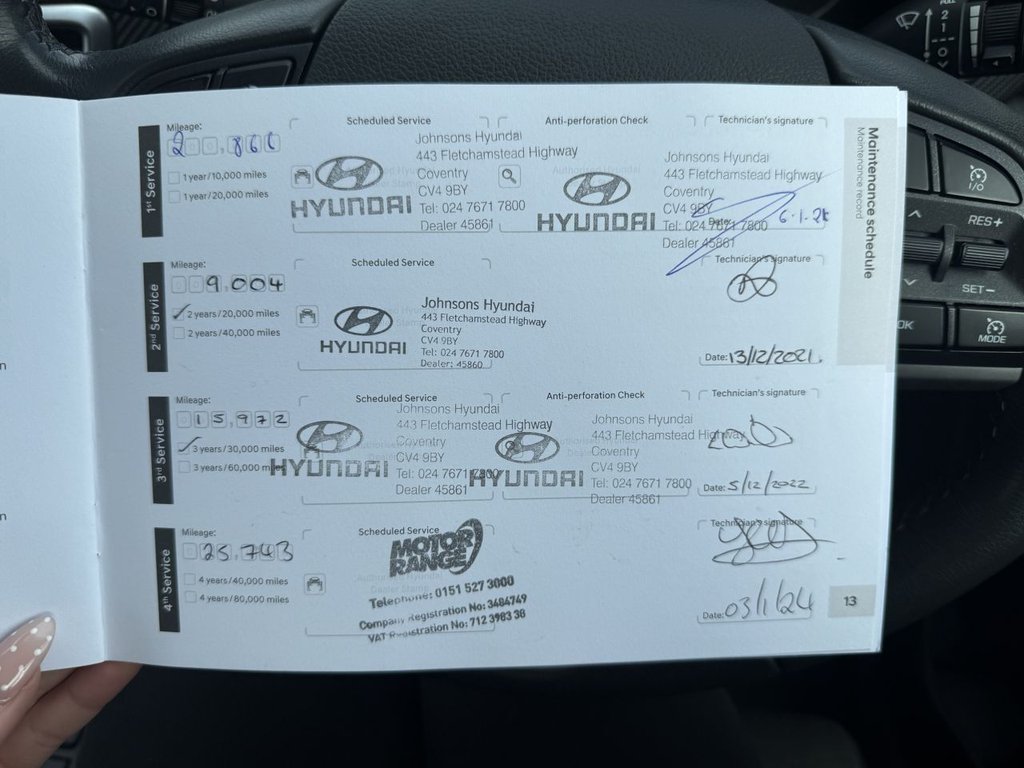 Maintenance schedule
Maintenance record
1st Service
Mileage:
2 866
1 year/10,000 miles
1 year/20,000 miles
Scheduled Service
HYUNDAI
Johnsons Hyundai
443 Fletchamstead Highway
Coventry
CV4 9BY
Tel: 024 7671 7800
Dealer 45861
Anti-perforation Check
HYUNDAI
Johnsons Hyundai
443 Fletchamstead Highway
Coventry
CV4 9BY
Tel: 024 7671 7800
Dealer 45861
Technician's signature
Date:
2nd Service
Mileage:
9,004
2 years/20,000 miles
2 years/40,000 miles
Scheduled Service
HYUNDAI
Johnsons Hyundai
443 Fletchamstead Highway
Coventry
CV4 9BY
Tel: 024 7671 7800
Dealer: 45860
Technician's signature
Date: 13/12/2021.
3rd Service
Mileage:
15,972
3 years/30,000 miles
3 years/60,000 miles
Scheduled Service
HYUNDAI
Johnsons Hyundai
443 Fletchamstead Highway
Coventry
CV4 9BY
Tel: 024 7671 7800
Dealer 45861
Anti-perforation Check
HYUNDAI
Johnsons Hyundai
443 Fletchamstead Highway
Coventry
CV4 9BY
Tel: 024 7671 7800
Dealer 45861
Technician's signature
Date: 5/12/2022
4th Service
Mileage:
25,743
4 years/40,000 miles
4 years/80,000 miles
Scheduled Service
MOTOR
RANGE
Telephone: 0151 527 3000
Company Registration No: 3484749
VAT Registration No: 712 3983 38
Technician's signature
Date: 03/1/24
13
I/O
RES+
SET-
OK
MODE